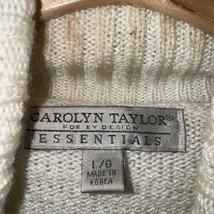 CAROLYN TAYLOR®
FOR BY DESIGN
ESSENTIALS
L/G
MADE IN
KOREA